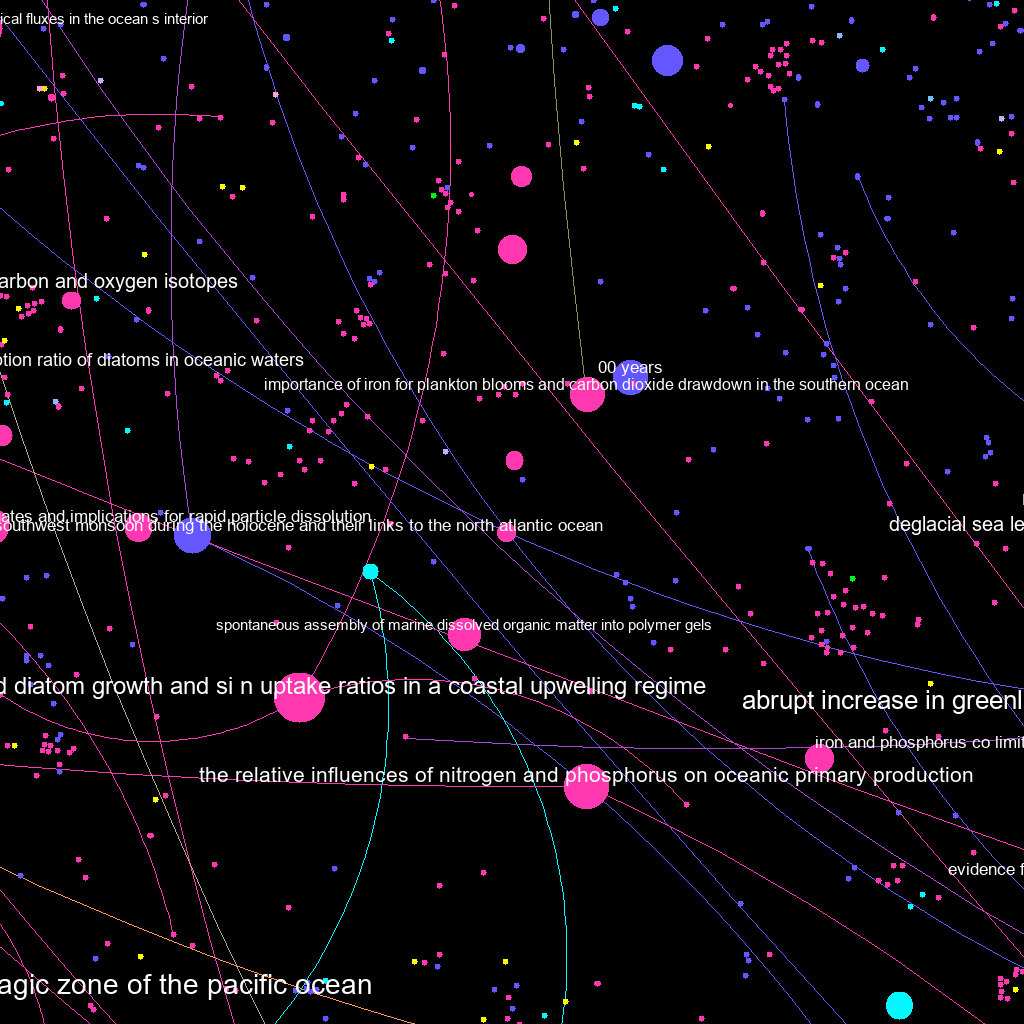 ical fluxes in the ocean s interior
arbon and oxygen isotopes
ption ratio of diatoms in oceanic waters
00 years
importance of iron for plankton blooms and carbon dioxide drawdown in the southern ocean
ates and implications for rapid particle dissolution
southwest monsoon during the holocene and their links to the north atlantic ocean
deglacial sea le
spontaneous assembly of marine dissolved organic matter into polymer gels
d diatom growth and si n uptake ratios in a coastal upwelling regime
abrupt increase in greenl
iron and phosphorus co limit
the relative influences of nitrogen and phosphorus on oceanic primary production
evidence f
agic zone of the pacific ocean